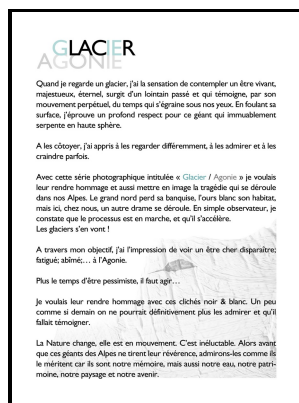 GLACIER
AGONIE
Quand je regarde un glacier, j'ai la sensation de contempler un être vivant,
majestueux, éternel, surgit d'un lointain passé et qui témoigne, par son
mouvement perpétuel, du temps qui s'égraine sous nos yeux. En foulant sa
surface, j'éprouve un profond respect pour ce géant qui immuablement
serpente en haute sphère.
A les côtoyer, j'ai appris à les regarder différemment, à les admirer et à les
craindre parfois.
Avec cette série photographique intitulée « Glacier / Agonie » je voulais
leur rendre hommage et aussi mettre en image la tragédie qui se déroule
dans nos Alpes. Le grand nord perd sa banquise, l'ours blanc son habitat,
mais ici, chez nous, un autre drame se déroule. En simple observateur, je
constate que le processus est en marche, et qu'il s'accélère.
Les glaciers s'en vont !
A travers mon objectif, j'ai l'impression de voir un être cher disparaître;
fatigué; abîmé;... à l'Agonie.
Plus le temps d'être pessimiste, il faut agir...
Je voulais leur rendre hommage avec ces clichés noir & blanc. Un peu
comme si demain on ne pourrait définitivement plus les admirer et qu'il
fallait témoigner.
La Nature change, elle est en mouvement. C'est inéluctable. Alors avant
que ces géants des Alpes ne tirent leur révérence, admirons-les comme ils
le méritent car ils sont notre mémoire, mais aussi notre eau, notre patri-
moine, notre paysage et notre avenir.